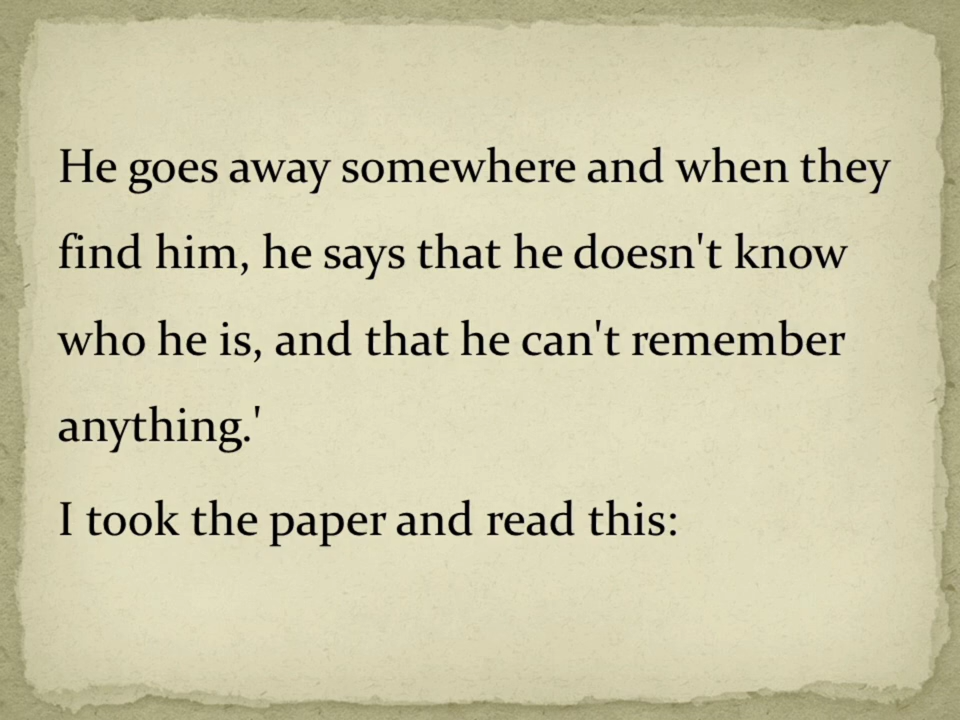 He goes away somewhere and when they
find him, he says that he doesn't know
who he is, and that he can't remember
anything.'
I took the paper and read this: